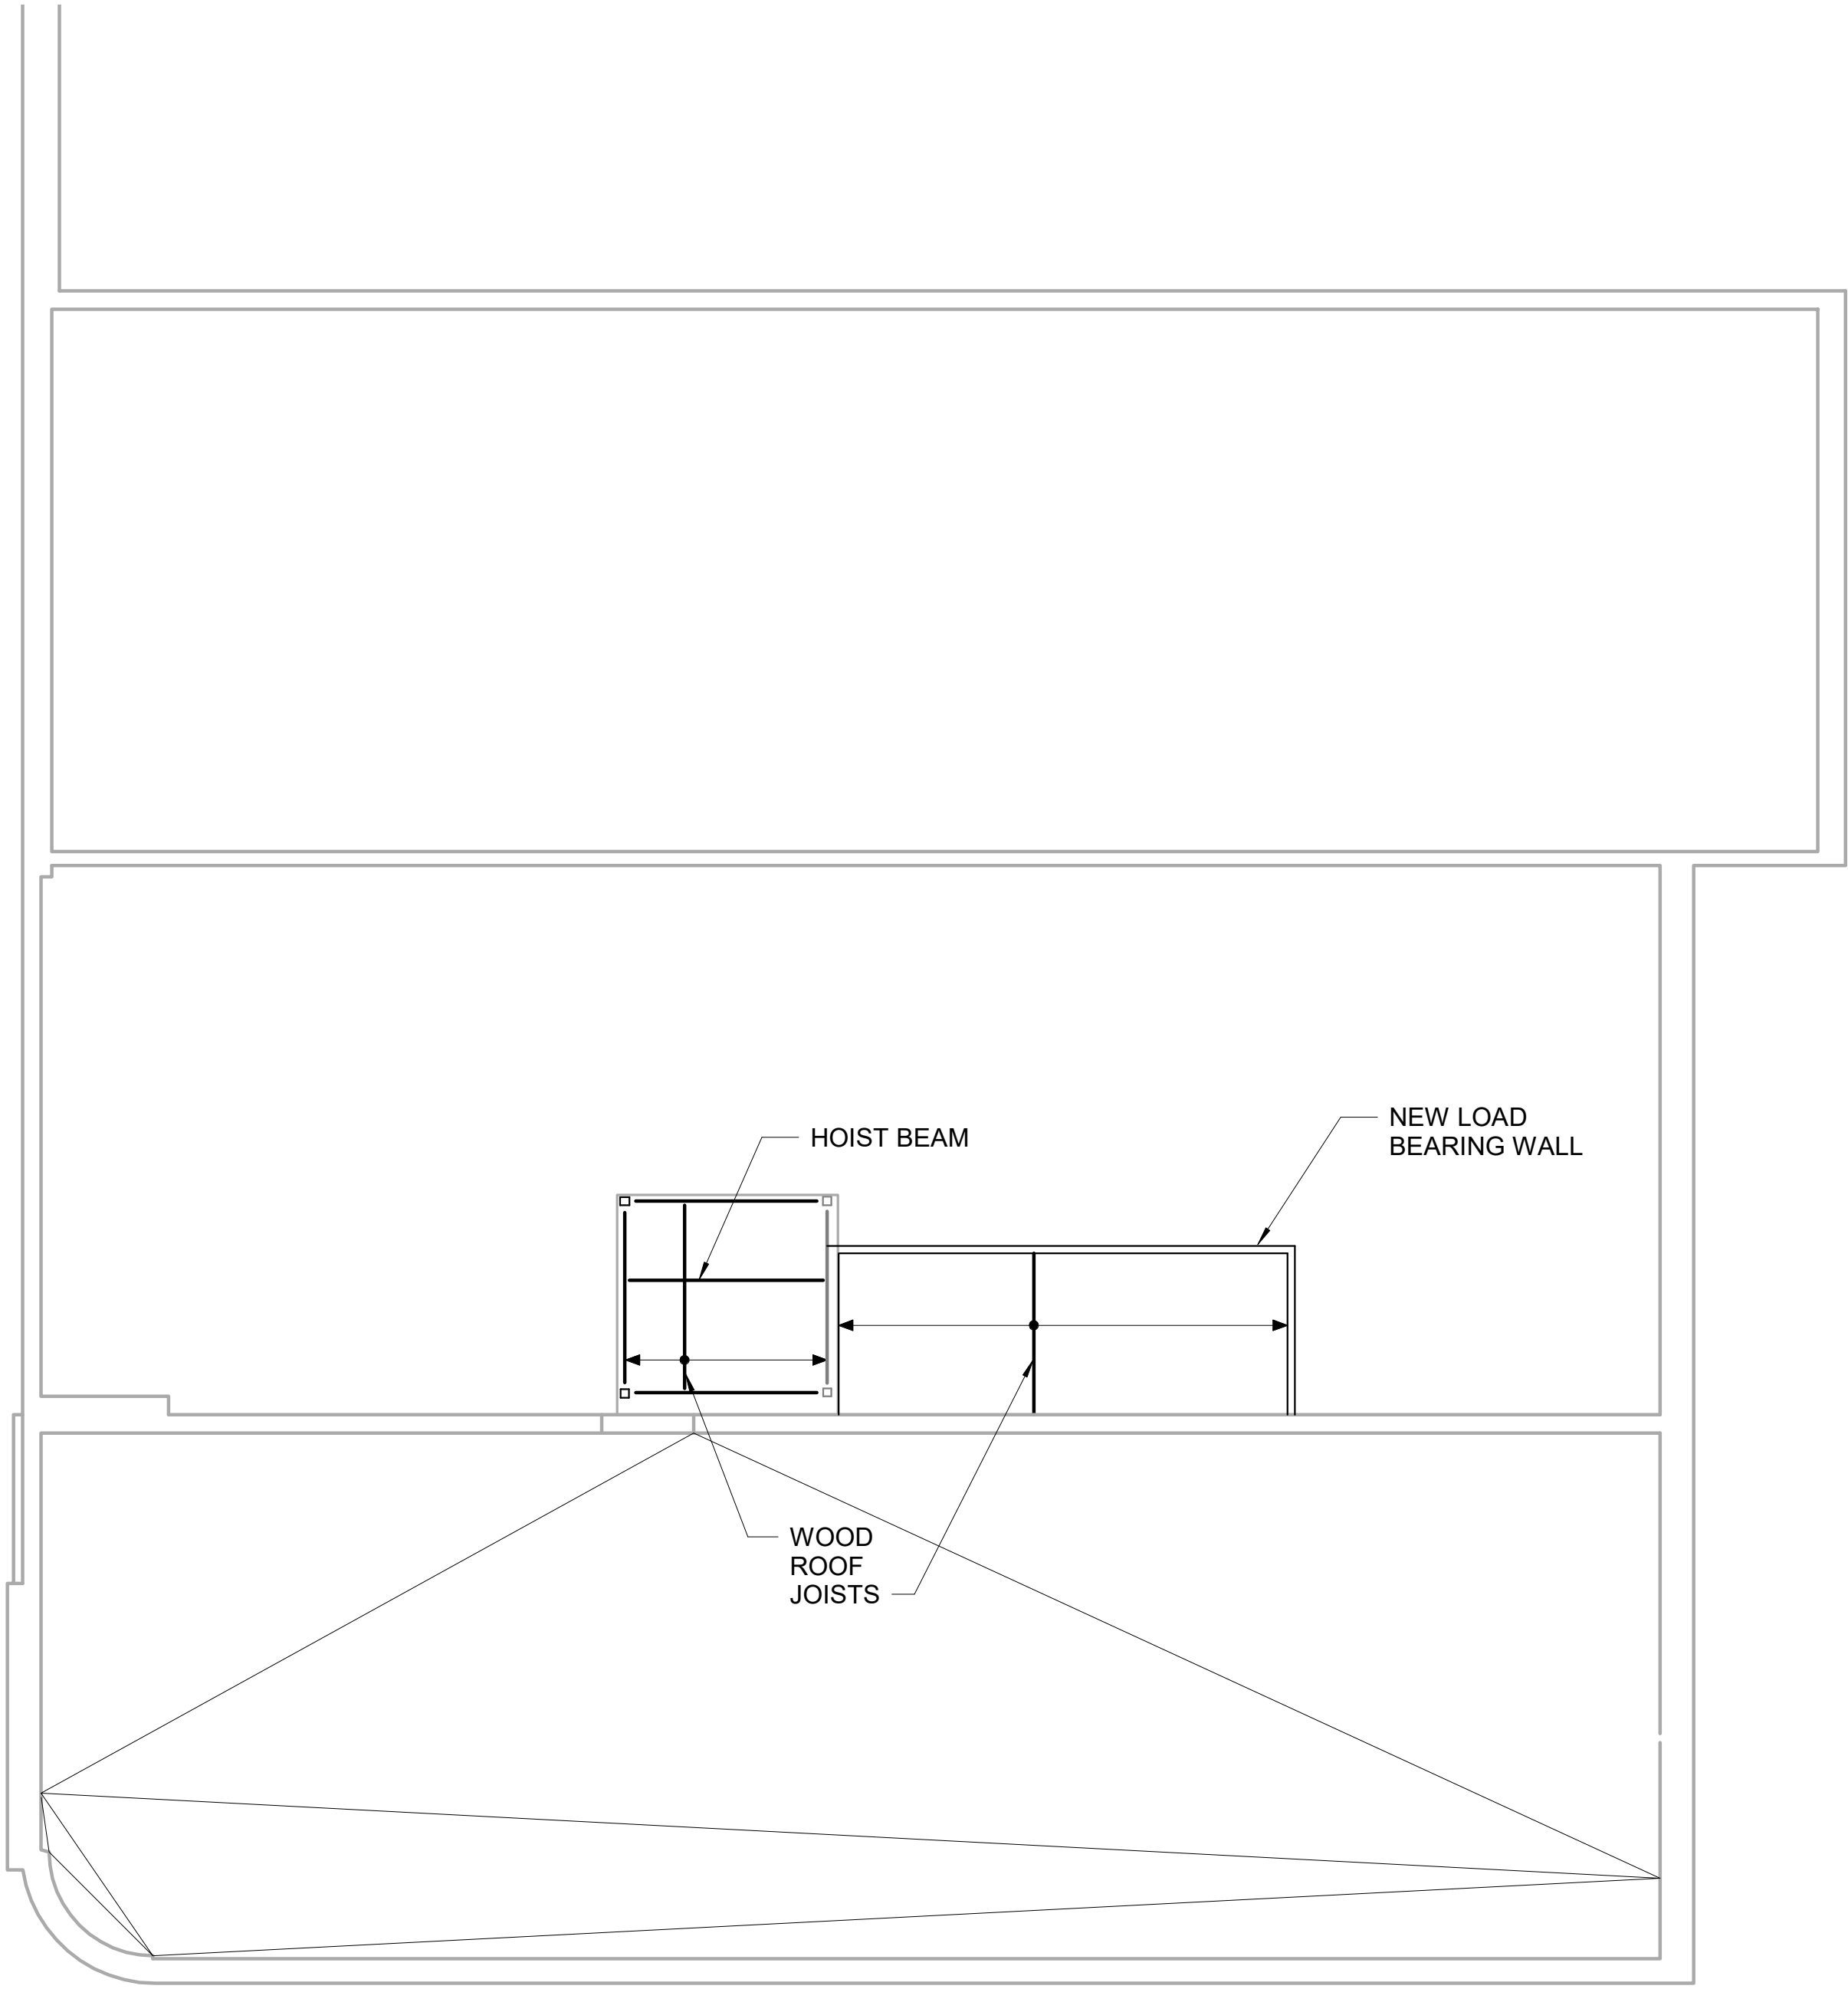 NEW LOAD
BEARING WALL
HOIST BEAM
WOOD
ROOF
JOISTS